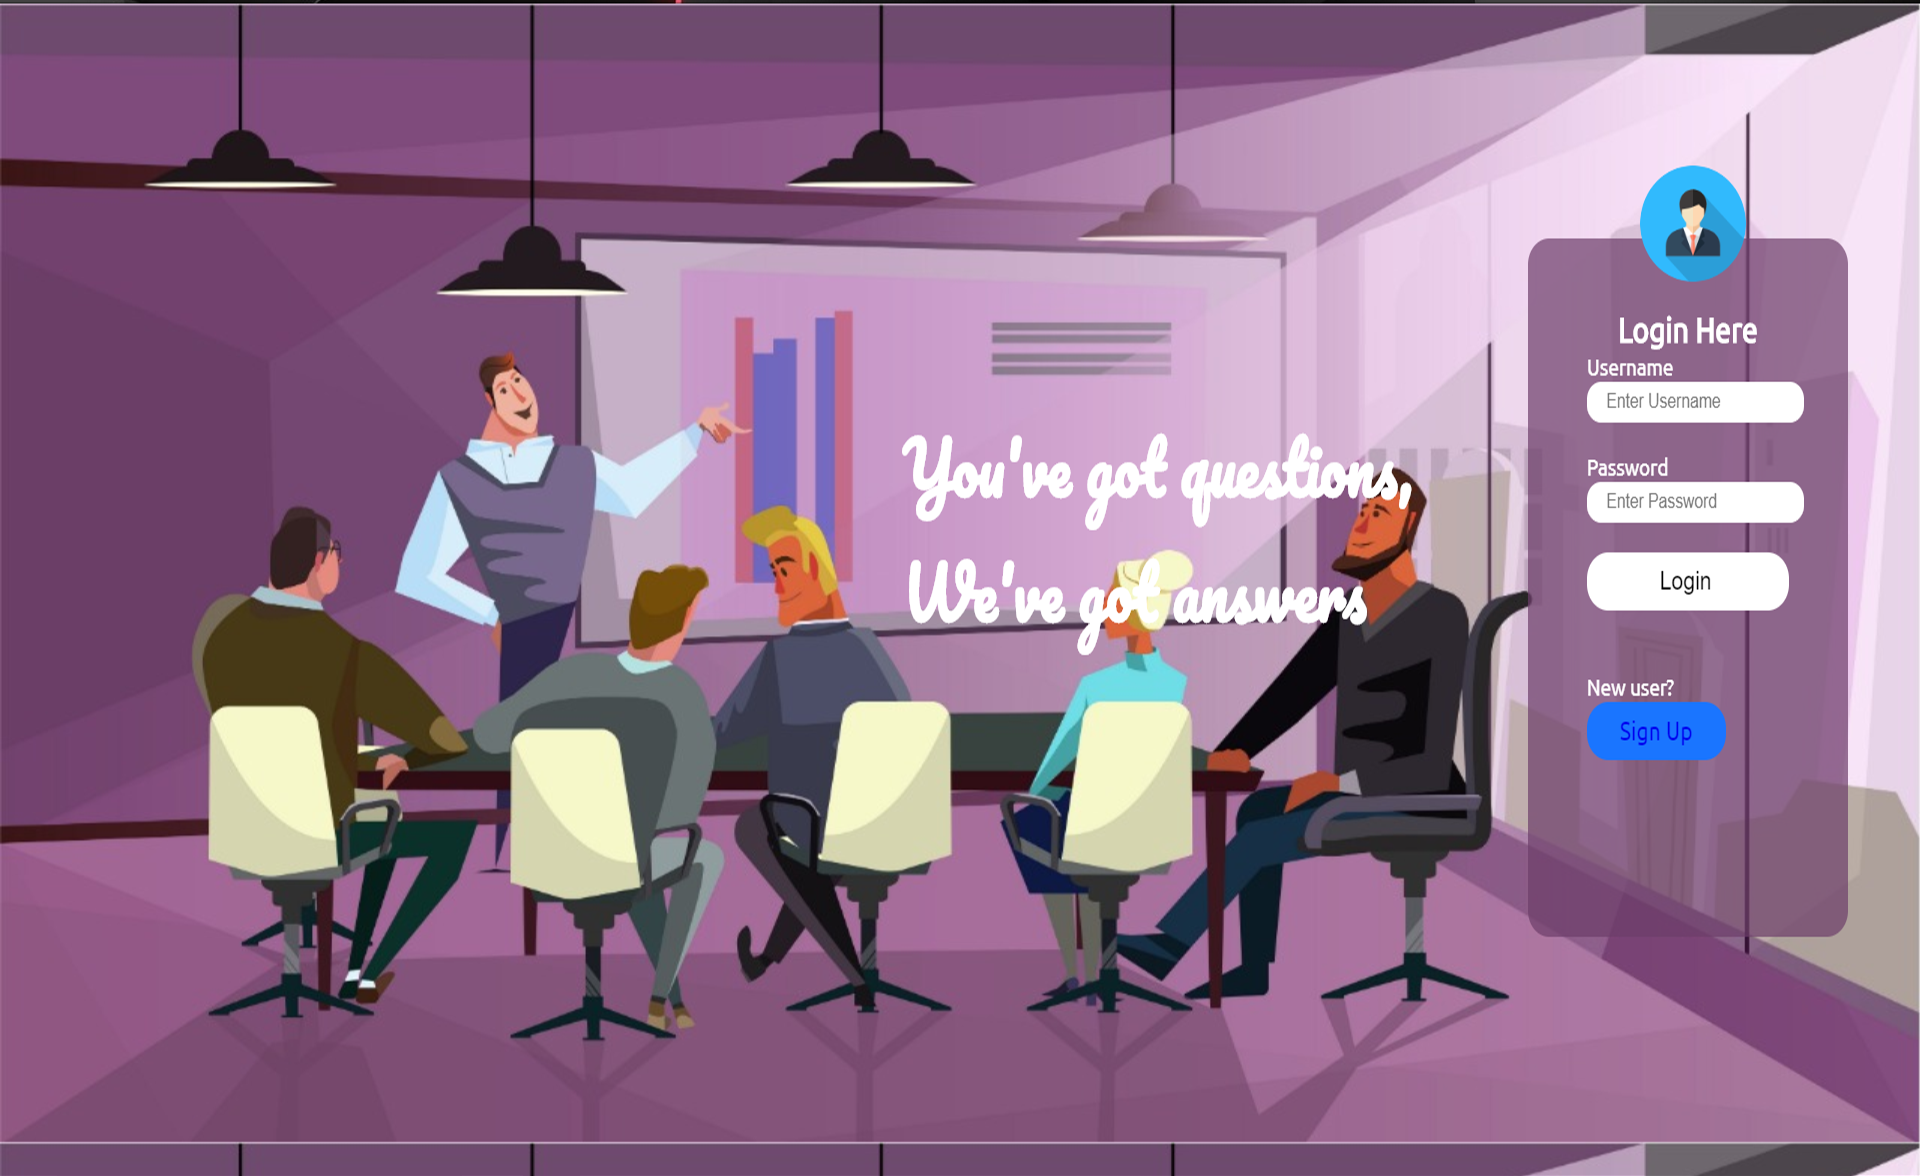 You've got questions,
We've got answers
Login Here
Username
Enter Username
Password
Enter Password
Login
New user?
Sign Up